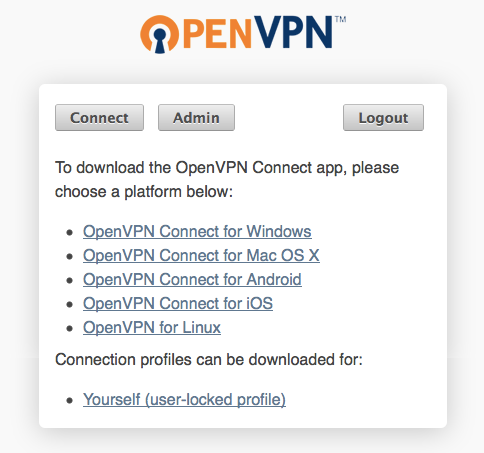 OPENVPN™
Connect Admin Logout
To download the OpenVPN Connect app, please
choose a platform below:
• OpenVPN Connect for Windows
• OpenVPN Connect for Mac OS X
• OpenVPN Connect for Android
• OpenVPN Connect for iOS
• OpenVPN for Linux
Connection profiles can be downloaded for:
• Yourself (user-locked profile)